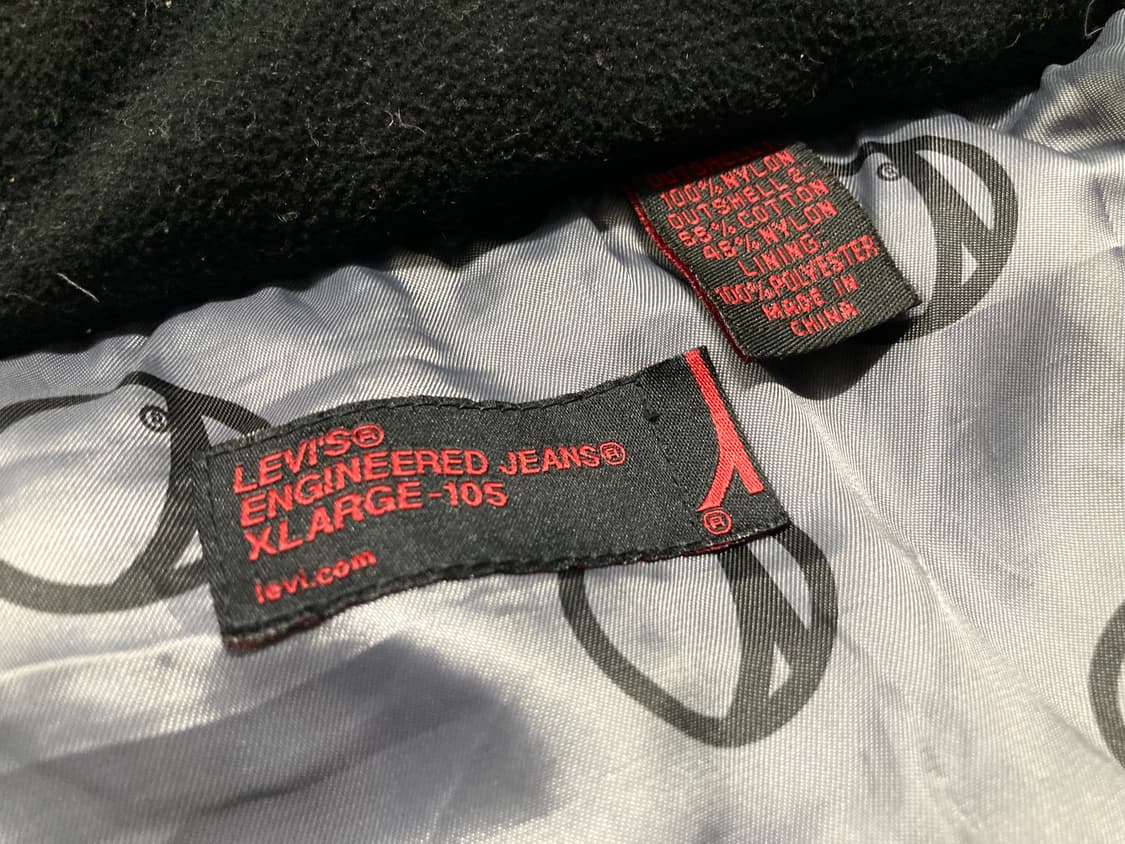 LEVI'S®
ENGINEERED JEANS®
XLARGE-105
levi.com
®
100% NYLON
OUTSHELL 2:
55% COTTON
45% NYLON
LINING:
100% POLYESTER
MADE IN
CHINA
®
®